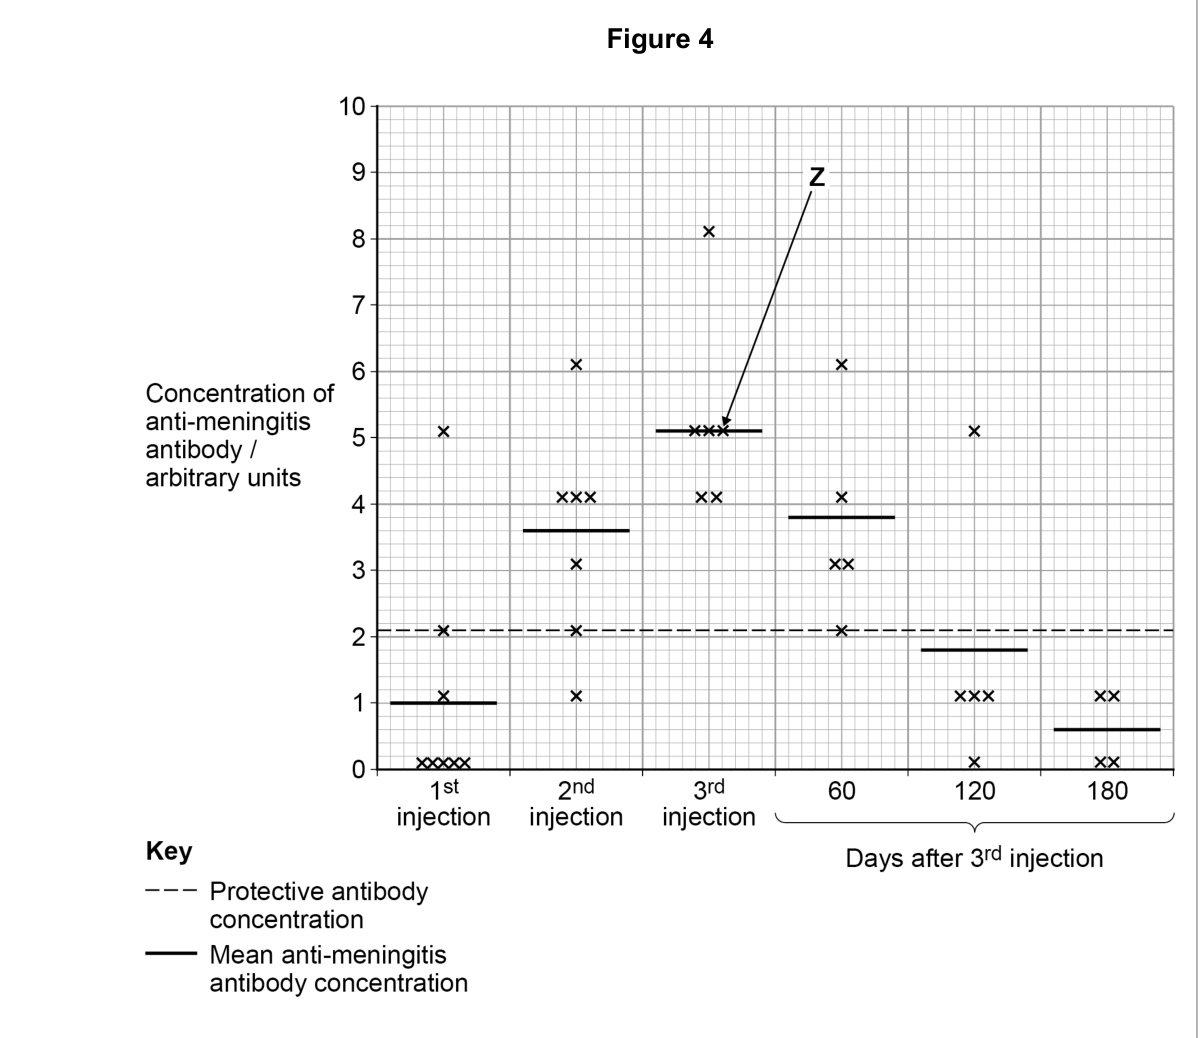 Figure 4
10
9
8
7
6
5
4
3
2
1
0
Concentration of
anti-meningitis
antibody /
arbitrary units
Z
1st
injection
2nd
injection
3rd
injection
60
120
180
Days after 3rd injection
Key
Protective antibody
concentration
Mean anti-meningitis
antibody concentration